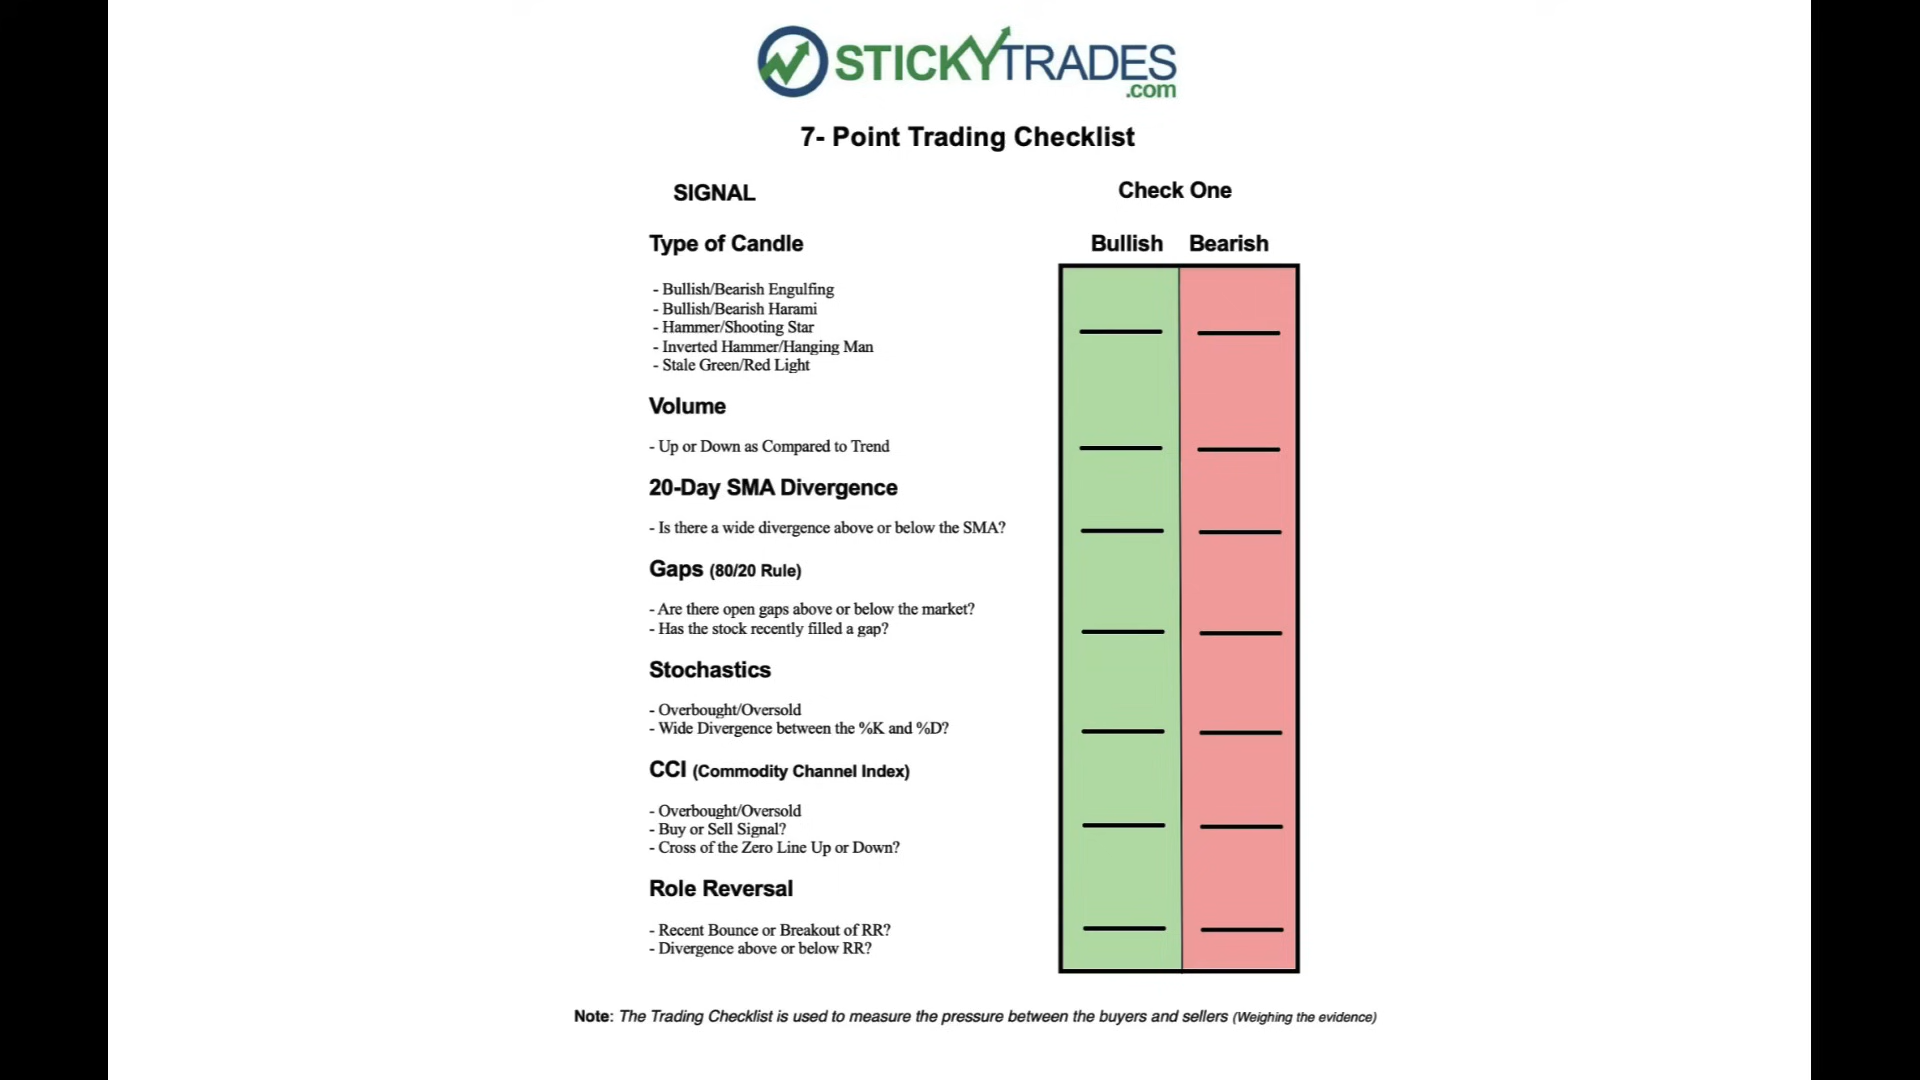 STICKYTRADES
.com
7- Point Trading Checklist
SIGNAL
Check One
Type of Candle
Bullish Bearish
- Bullish/Bearish Engulfing
- Bullish/Bearish Harami
- Hammer/Shooting Star
- Inverted Hammer/Hanging Man
- Stale Green/Red Light
Volume
- Up or Down as Compared to Trend
20-Day SMA Divergence
- Is there a wide divergence above or below the SMA?
Gaps (80/20 Rule)
- Are there open gaps above or below the market?
- Has the stock recently filled a gap?
Stochastics
- Overbought/Oversold
- Wide Divergence between the %K and %D?
CCI (Commodity Channel Index)
- Overbought/Oversold
- Buy or Sell Signal?
- Cross of the Zero Line Up or Down?
Role Reversal
- Recent Bounce or Breakout of RR?
- Divergence above or below RR?
Note: The Trading Checklist is used to measure the pressure between the buyers and sellers (Weighing the evidence)